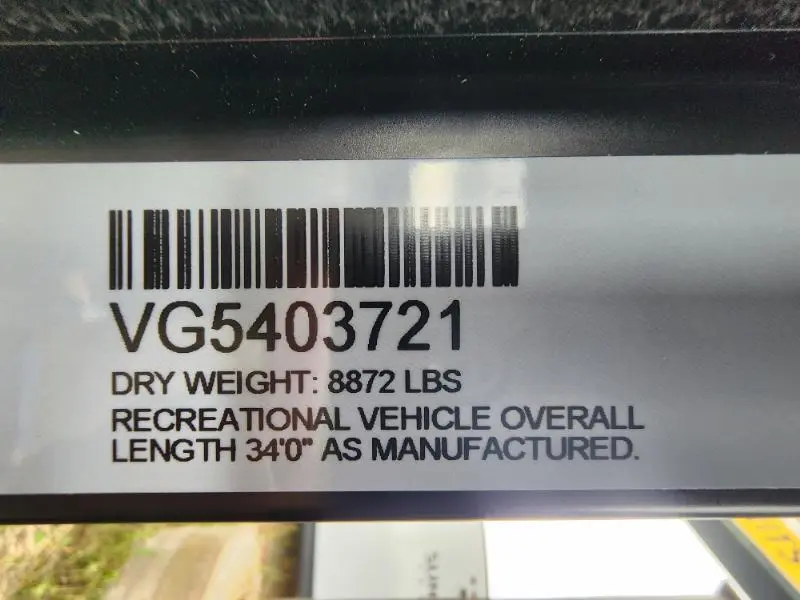 VG5403721
DRY WEIGHT: 8872 LBS
RECREATIONAL VEHICLE OVERALL
LENGTH 34'0" AS MANUFACTURED.